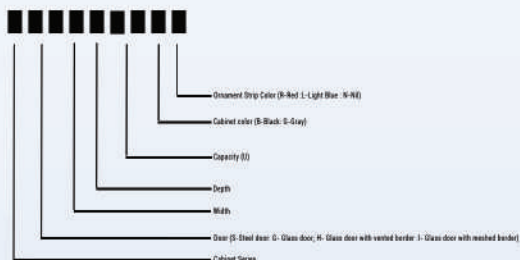 Ornament Strip Color (R-Red :L-Light Blue : N-Nil)
Cabinet color (B-Black: G-Gray)
Capacity (U)
Depth
Width
Door (S-Steel door: G- Glass door; H- Glass door with vented border :I- Glass door with meshed border)
Cabinet Series